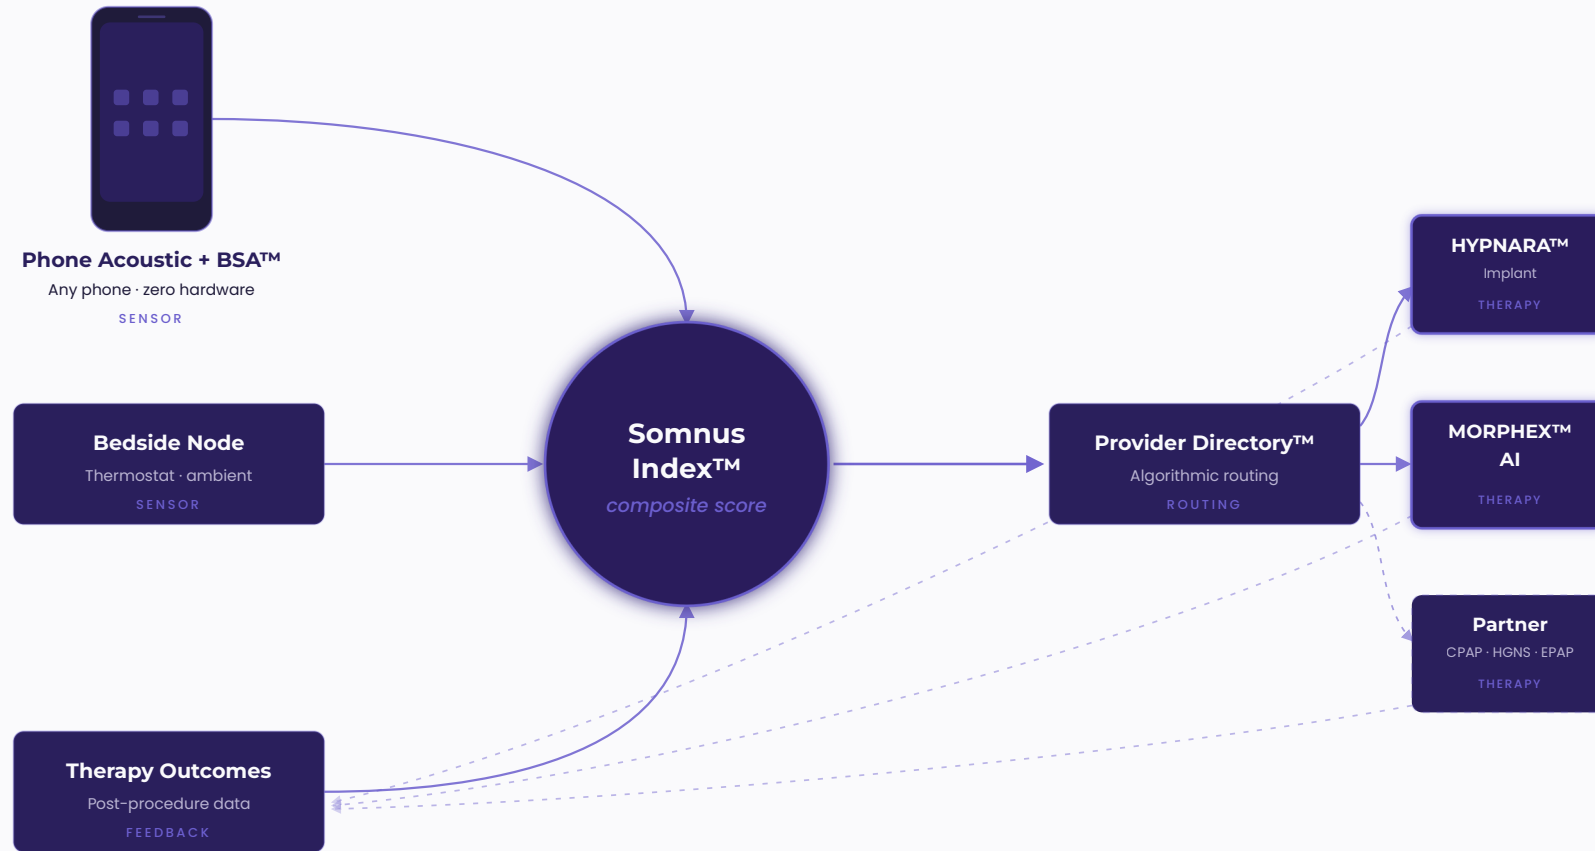 Phone Acoustic + BSA™
Any phone · zero hardware
SENSOR
Bedside Node
Thermostat · ambient
SENSOR
Therapy Outcomes
Post-procedure data
FEEDBACK
Somnus
Index™
composite score
Provider Directory™
Algorithmic routing
ROUTING
HYPNARA™
Implant
THERAPY
MORPHEX™
AI
THERAPY
Partner
CPAP · HGNS · EPAP
THERAPY